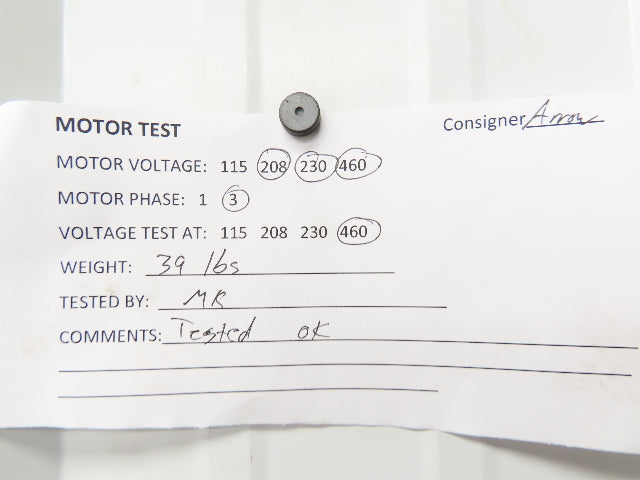 MOTOR TEST
Consigner Arrow
MOTOR VOLTAGE: 115 208 230 460
MOTOR PHASE: 1 3
VOLTAGE TEST AT: 115 208 230 460
WEIGHT: 39 lbs
TESTED BY: MR
COMMENTS: Tested OK